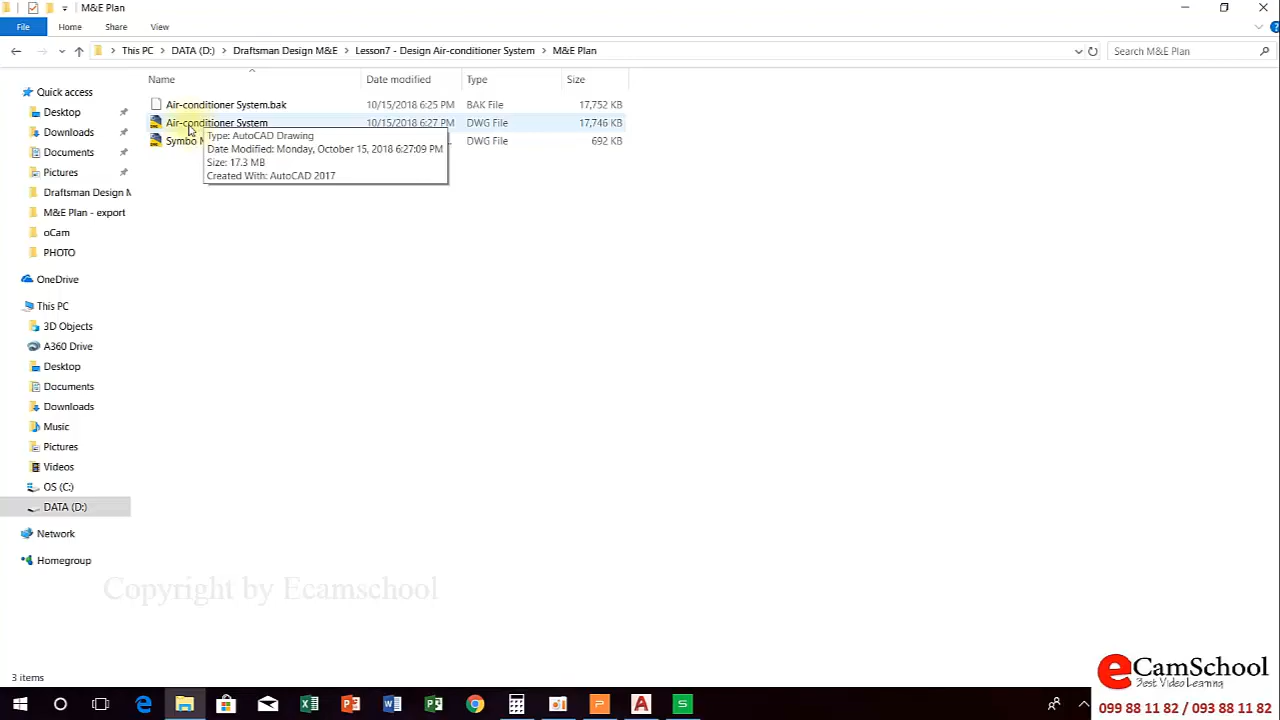 M&E Plan
File Home Share View
This PC DATA (D:) Draftsman Design M&E Lesson7 - Design Air-conditioner System M&E Plan Search M&E Plan
Name Date modified Type Size
Quick access
Desktop
Downloads
Documents
Pictures
Draftsman Design M
M&E Plan - export
oCam
PHOTO
OneDrive
This PC
3D Objects
A360 Drive
Desktop
Documents
Downloads
Music
Pictures
Videos
OS (C:)
DATA (D:)
Network
Homegroup
Air-conditioner System.bak 10/15/2018 6:25 PM BAK File 17,752 KB
Air-conditioner System 10/15/2018 6:27 PM DWG File 17,746 KB
Symbo DWG File 692 KB
Type: AutoCAD Drawing
Date Modified: Monday, October 15, 2018 6:27:09 PM
Size: 17.3 MB
Created With: AutoCAD 2017
Copyright by Ecamschool
3 items
eCamSchool
Best Video Learning
099 88 11 82 / 093 88 11 82